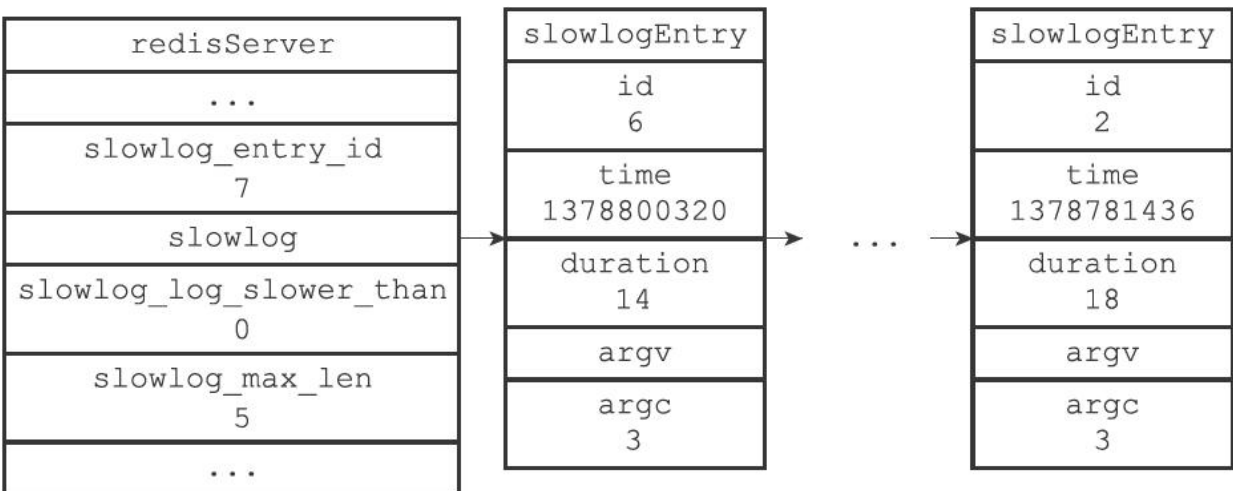 redisServer
...
slowlog_entry_id
7
slowlog
slowlog_log_slower_than
0
slowlog_max_len
5
...
slowlogEntry
id
6
time
1378800320
duration
14
argv
argc
3
...
slowlogEntry
id
2
time
1378781436
duration
18
argv
argc
3